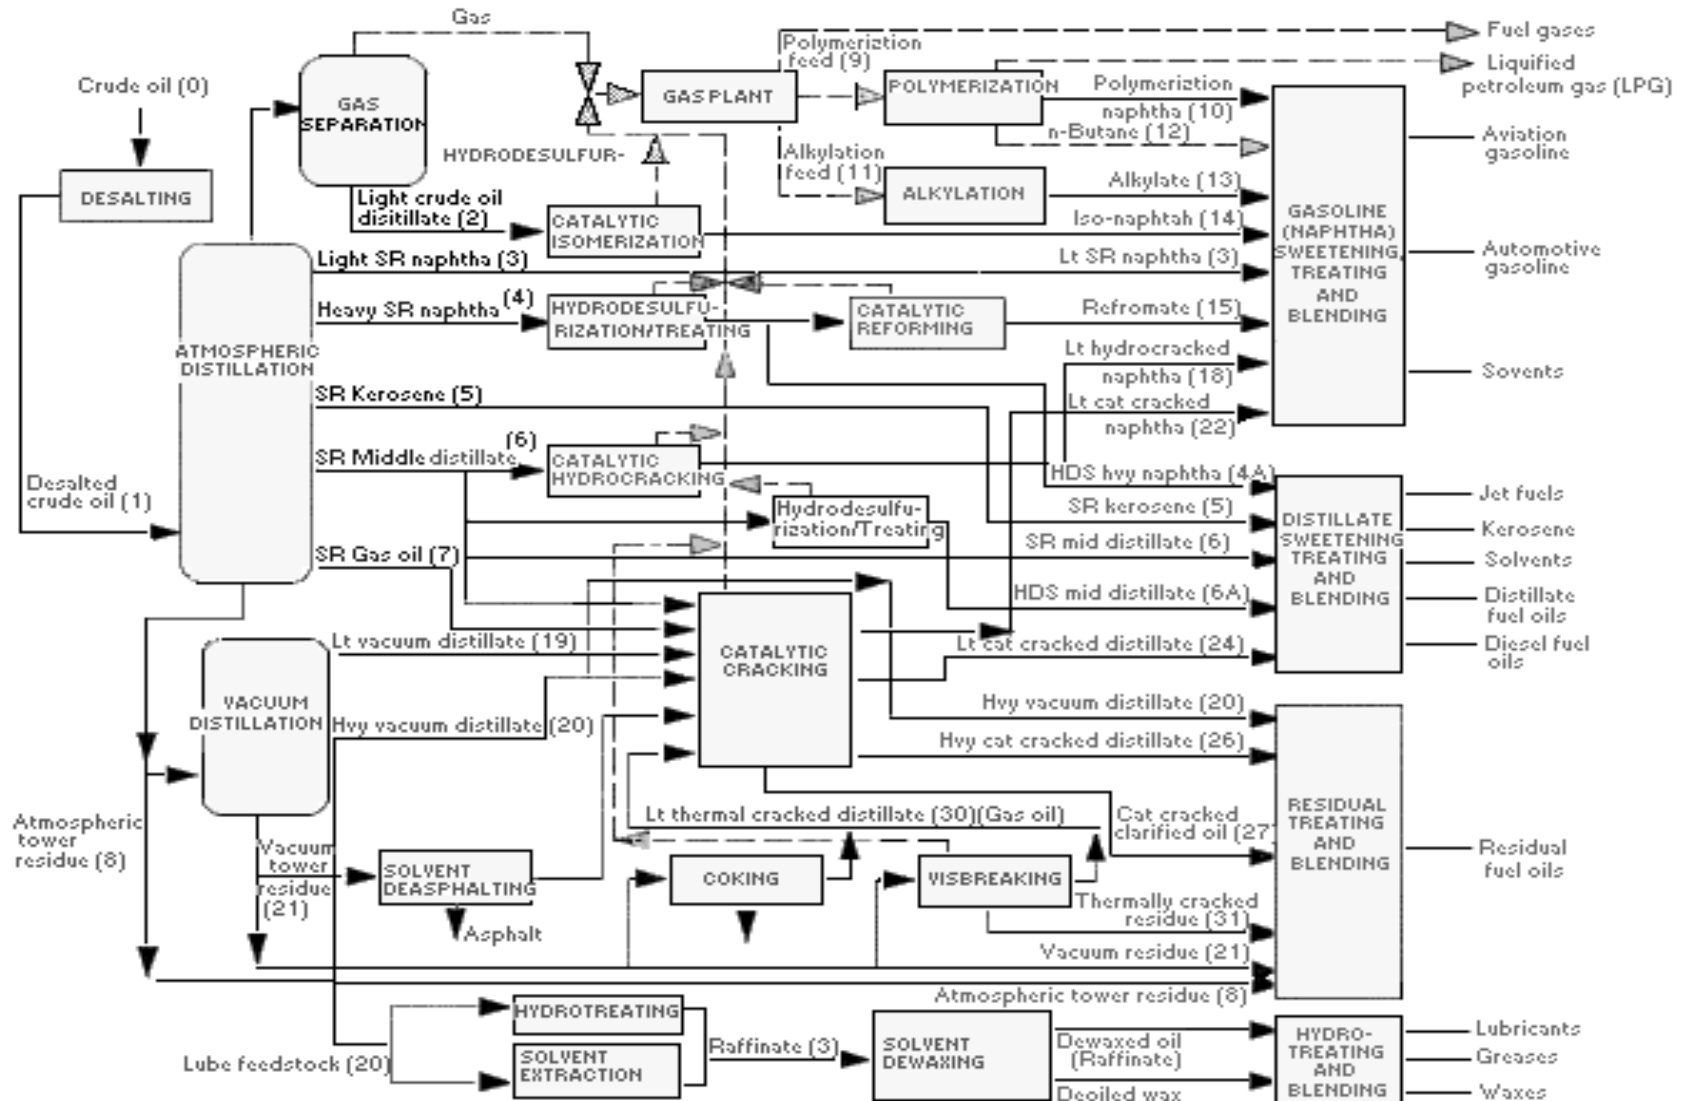 Gas
Crude oil (0)
GAS
SEPARATION
Polymeriztion
feed (9)
GAS PLANT
POLYMERIZATION
Polymeriztion
naphtha (10)
n-Butane (12)
Fuel gases
Liquified
petroleum gas (LPG)
Aviation
gasoline
HYDRODESULFUR-
Alkylation
feed (11)
ALKYLATION
Alkylate (13)
DESALTING
Light crude oil
disitillate (2)
CATALYTIC
ISOMERIZATION
Iso-naphtah (14)
GASOLINE
(NAPHTHA)
SWEETENING,
TREATING
AND
BLENDING
Automotive
gasoline
Light SR naphtha (3)
Lt SR naphtha (3)
Heavy SR naphtha (4)
HYDRODESULFU-
RIZATION/TREATING
CATALYTIC
REFORMING
Refromate (15)
ATMOSPHERIC
DISTILLATION
Lt hydrocracked
naphtha (18)
Sovents
SR Kerosene (5)
Lt cat cracked
naphtha (22)
SR Middle distillate (6)
CATALYTIC
HYDROCRACKING
HDS hvy naphtha (4A)
Desalted
crude oil (1)
Hydrodesulfu-
rization/Treating
SR kerosene (5)
SR mid distillate (6)
DISTILLATE
SWEETENING
TREATING
AND
BLENDING
Jet fuels
Kerosene
Solvents
Distillate
fuel oils
Diesel fuel
oils
SR Gas oil (7)
HDS mid distillate (6A)
Lt vacuum distillate (19)
CATALYTIC
CRACKING
Lt cat cracked distillate (24)
VACUUM
DISTILLATION
Hvy vacuum distillate (20)
Hvy vacuum distillate (20)
Hvy cat cracked distillate (26)
Atmospheric
tower
residue (8)
Lt thermal cracked distillate (30)(Gas oil)
Cat cracked
clarified oil (27
RESIDUAL
TREATING
AND
BLENDING
Residual
fuel oils
Vacuum
tower
residue
(21)
SOLVENT
DEASPHALTING
COKING
VISBREAKING
Thermally cracked
residue (31)
Asphalt
Vacuum residue (21)
Atmospheric tower residue (8)
HYDROTREATING
Lube feedstock (20)
SOLVENT
EXTRACTION
Raffinate (3)
SOLVENT
DEWAXING
Dewaxed oil
(Raffinate)
Deoiled wax
HYDRO-
TREATING
AND
BLENDING
Lubricants
Greases
Waxes